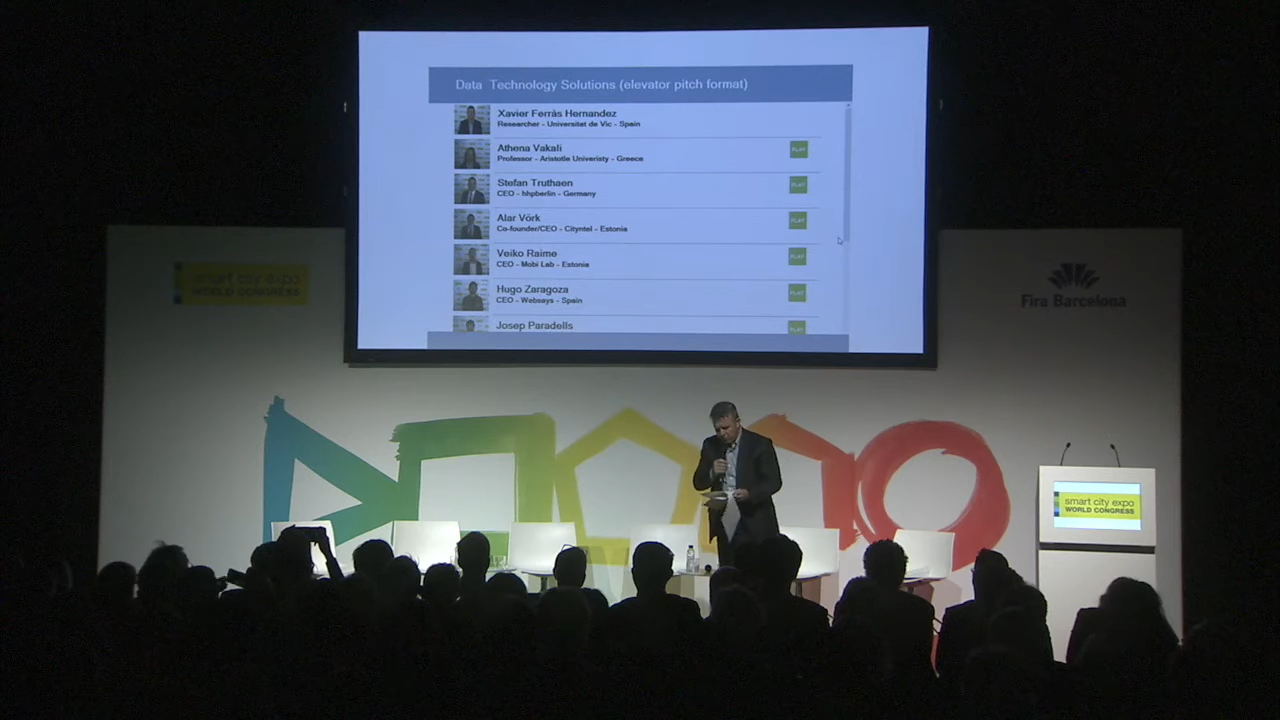 Data Technology Solutions (elevator pitch format)
Xavier Ferràs Hernandez
Researcher - Universitat de Vic - Spain
Athena Vakali
Professor - Aristotle Univeristy - Greece
PLAY
Stefan Truthaen
CEO - hhpberlin - Germany
PLAY
Alar Võrk
Co-founder/CEO - Cityntel - Estonia
PLAY
Veiko Raime
CEO - Mobi Lab - Estonia
PLAY
Hugo Zaragoza
CEO - Websays - Spain
PLAY
Josep Paradells
PLAY
smart city expo
WORLD CONGRESS
Fira Barcelona
smart city expo
WORLD CONGRESS